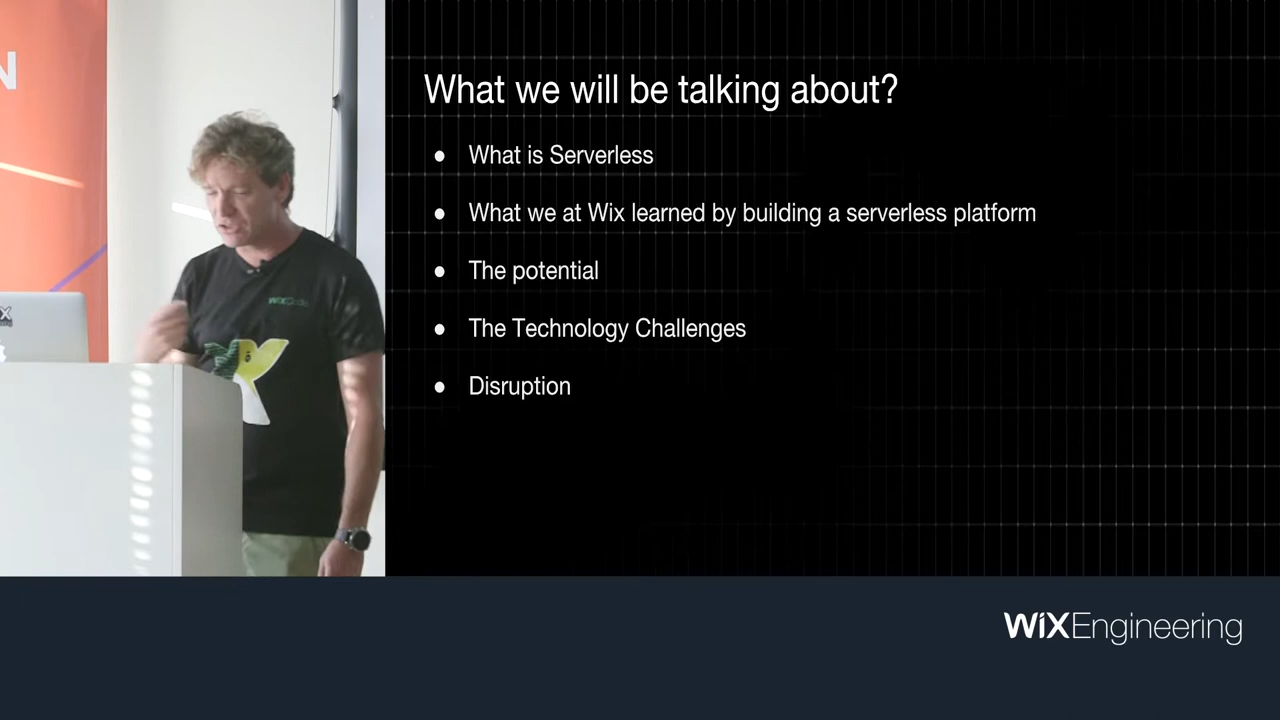 N
What we will be talking about?
● What is Serverless
● What we at Wix learned by building a serverless platform
● The potential
● The Technology Challenges
● Disruption
WIXCode
X
WiXEngineering